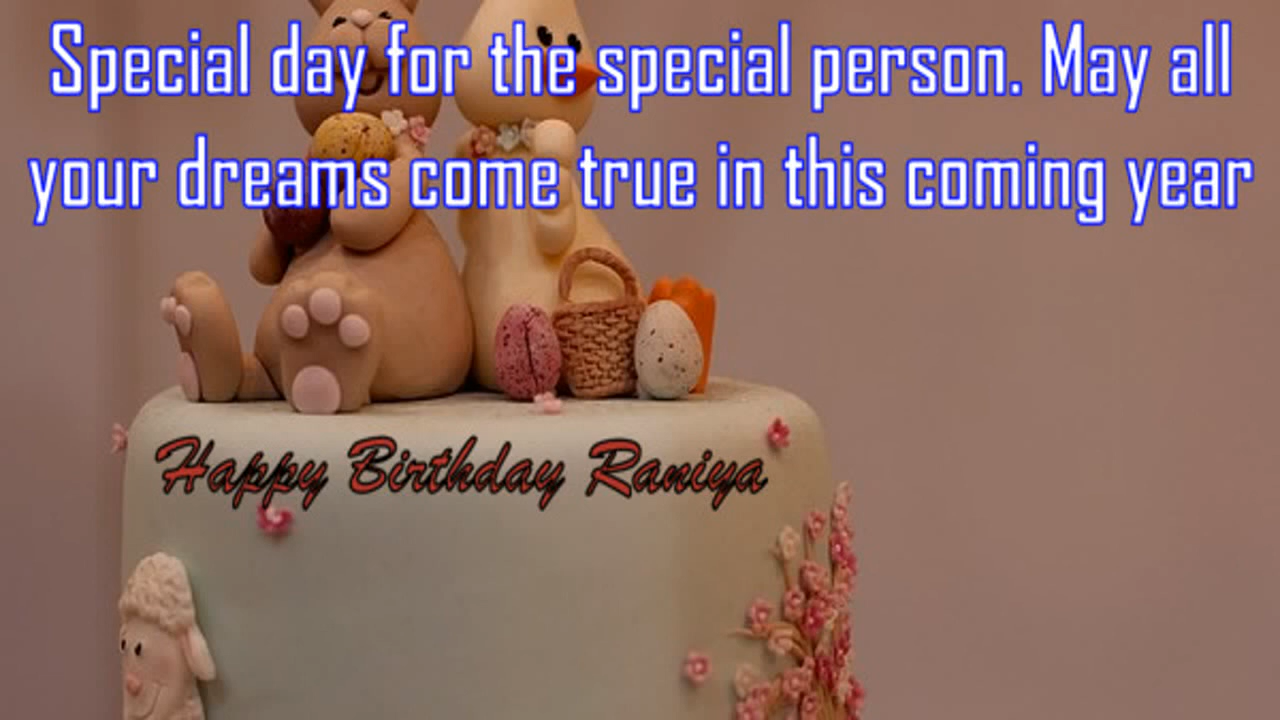 Special day for the special person. May all
your dreams come true in this coming year
Happy Birthday Raniya